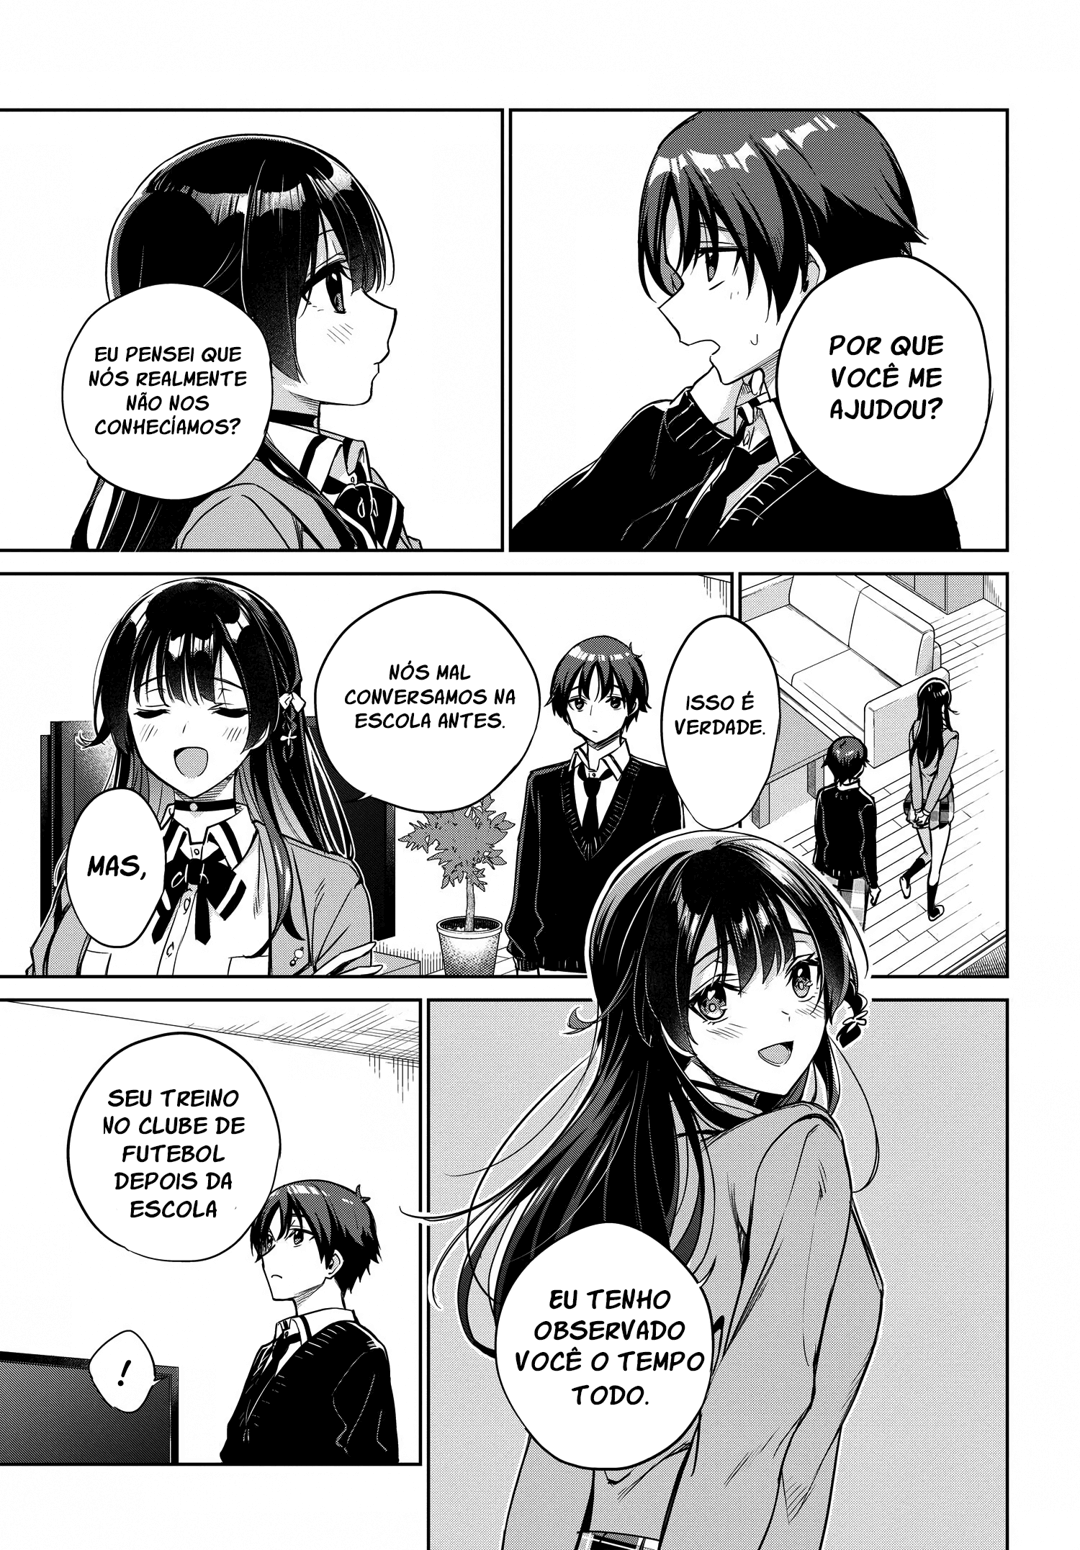 POR QUE
VOCÊ ME
AJUDOU?
EU PENSEI QUE
NÓS REALMENTE
NÃO NOS
CONHECÍAMOS?
ISSO É
VERDADE.
NÓS MAL
CONVERSAMOS NA
ESCOLA ANTES.
MAS,
EU TENHO
OBSERVADO
VOCÊ O TEMPO
TODO.
SEU TREINO
NO CLUBE DE
FUTEBOL
DEPOIS DA
ESCOLA
!